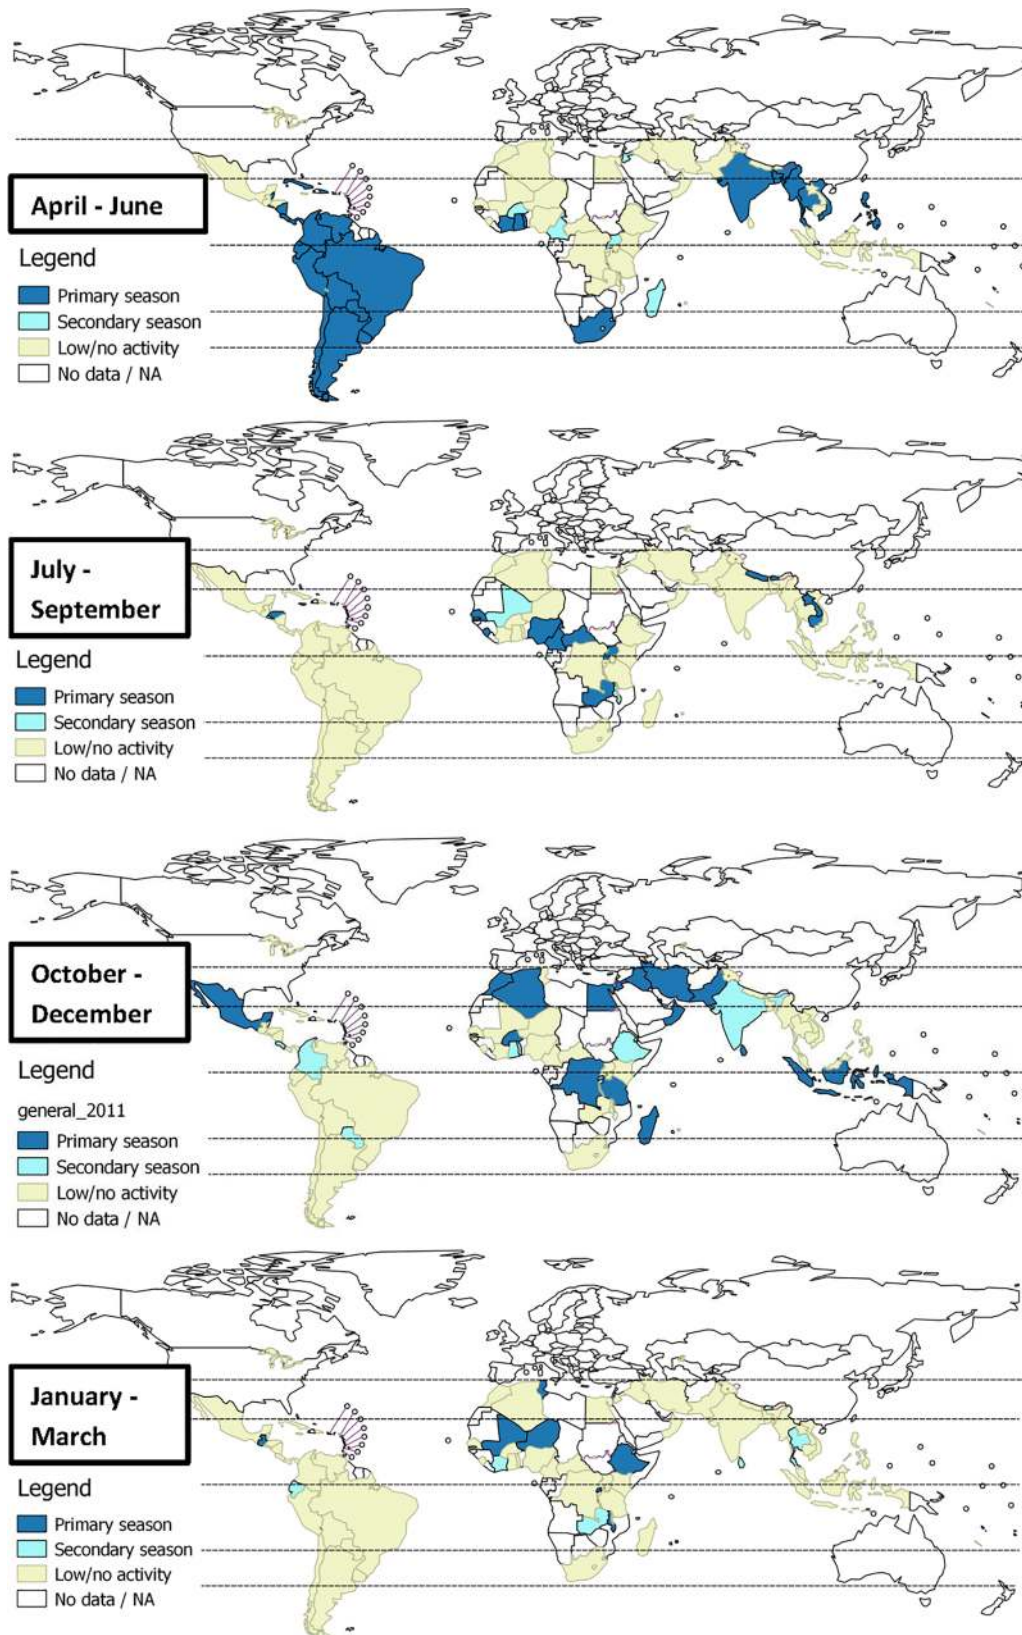 April - June
Legend
Primary season
Secondary season
Low/no activity
No data / NA
July -
September
Legend
Primary season
Secondary season
Low/no activity
No data / NA
October -
December
Legend
general_2011
Primary season
Secondary season
Low/no activity
No data / NA
January -
March
Legend
Primary season
Secondary season
Low/no activity
No data / NA